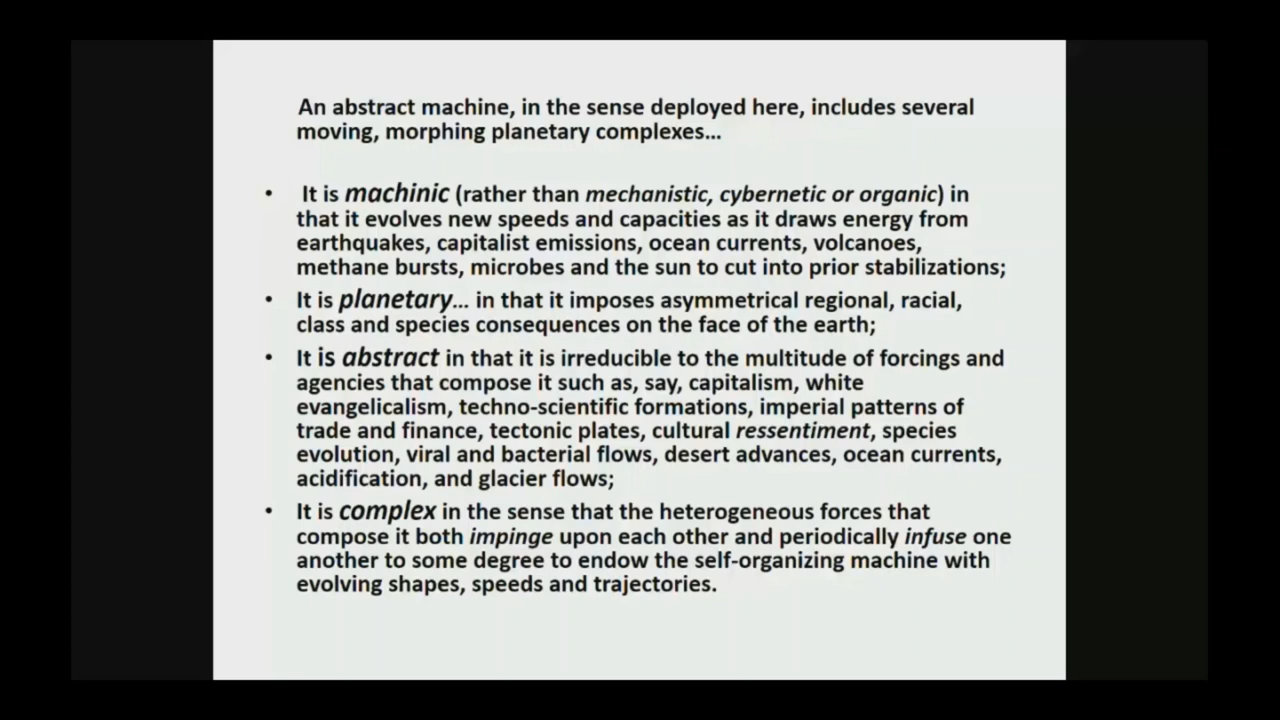 An abstract machine, in the sense deployed here, includes several
moving, morphing planetary complexes...
• It is machinic (rather than mechanistic, cybernetic or organic) in
that it evolves new speeds and capacities as it draws energy from
earthquakes, capitalist emissions, ocean currents, volcanoes,
methane bursts, microbes and the sun to cut into prior stabilizations;
• It is planetary... in that it imposes asymmetrical regional, racial,
class and species consequences on the face of the earth;
• It is abstract in that it is irreducible to the multitude of forcings and
agencies that compose it such as, say, capitalism, white
evangelicalism, techno-scientific formations, imperial patterns of
trade and finance, tectonic plates, cultural ressentiment, species
evolution, viral and bacterial flows, desert advances, ocean currents,
acidification, and glacier flows;
• It is complex in the sense that the heterogeneous forces that
compose it both impinge upon each other and periodically infuse one
another to some degree to endow the self-organizing machine with
evolving shapes, speeds and trajectories.